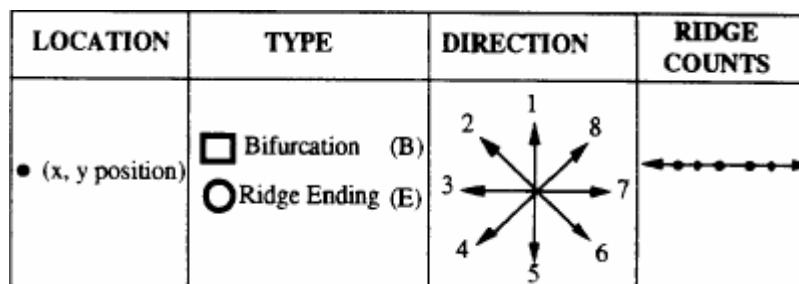 LOCATION TYPE DIRECTION RIDGE COUNTS
(x, y position)
Bifurcation (B)
Ridge Ending (E)
1
2 8
3 7
4 6
5